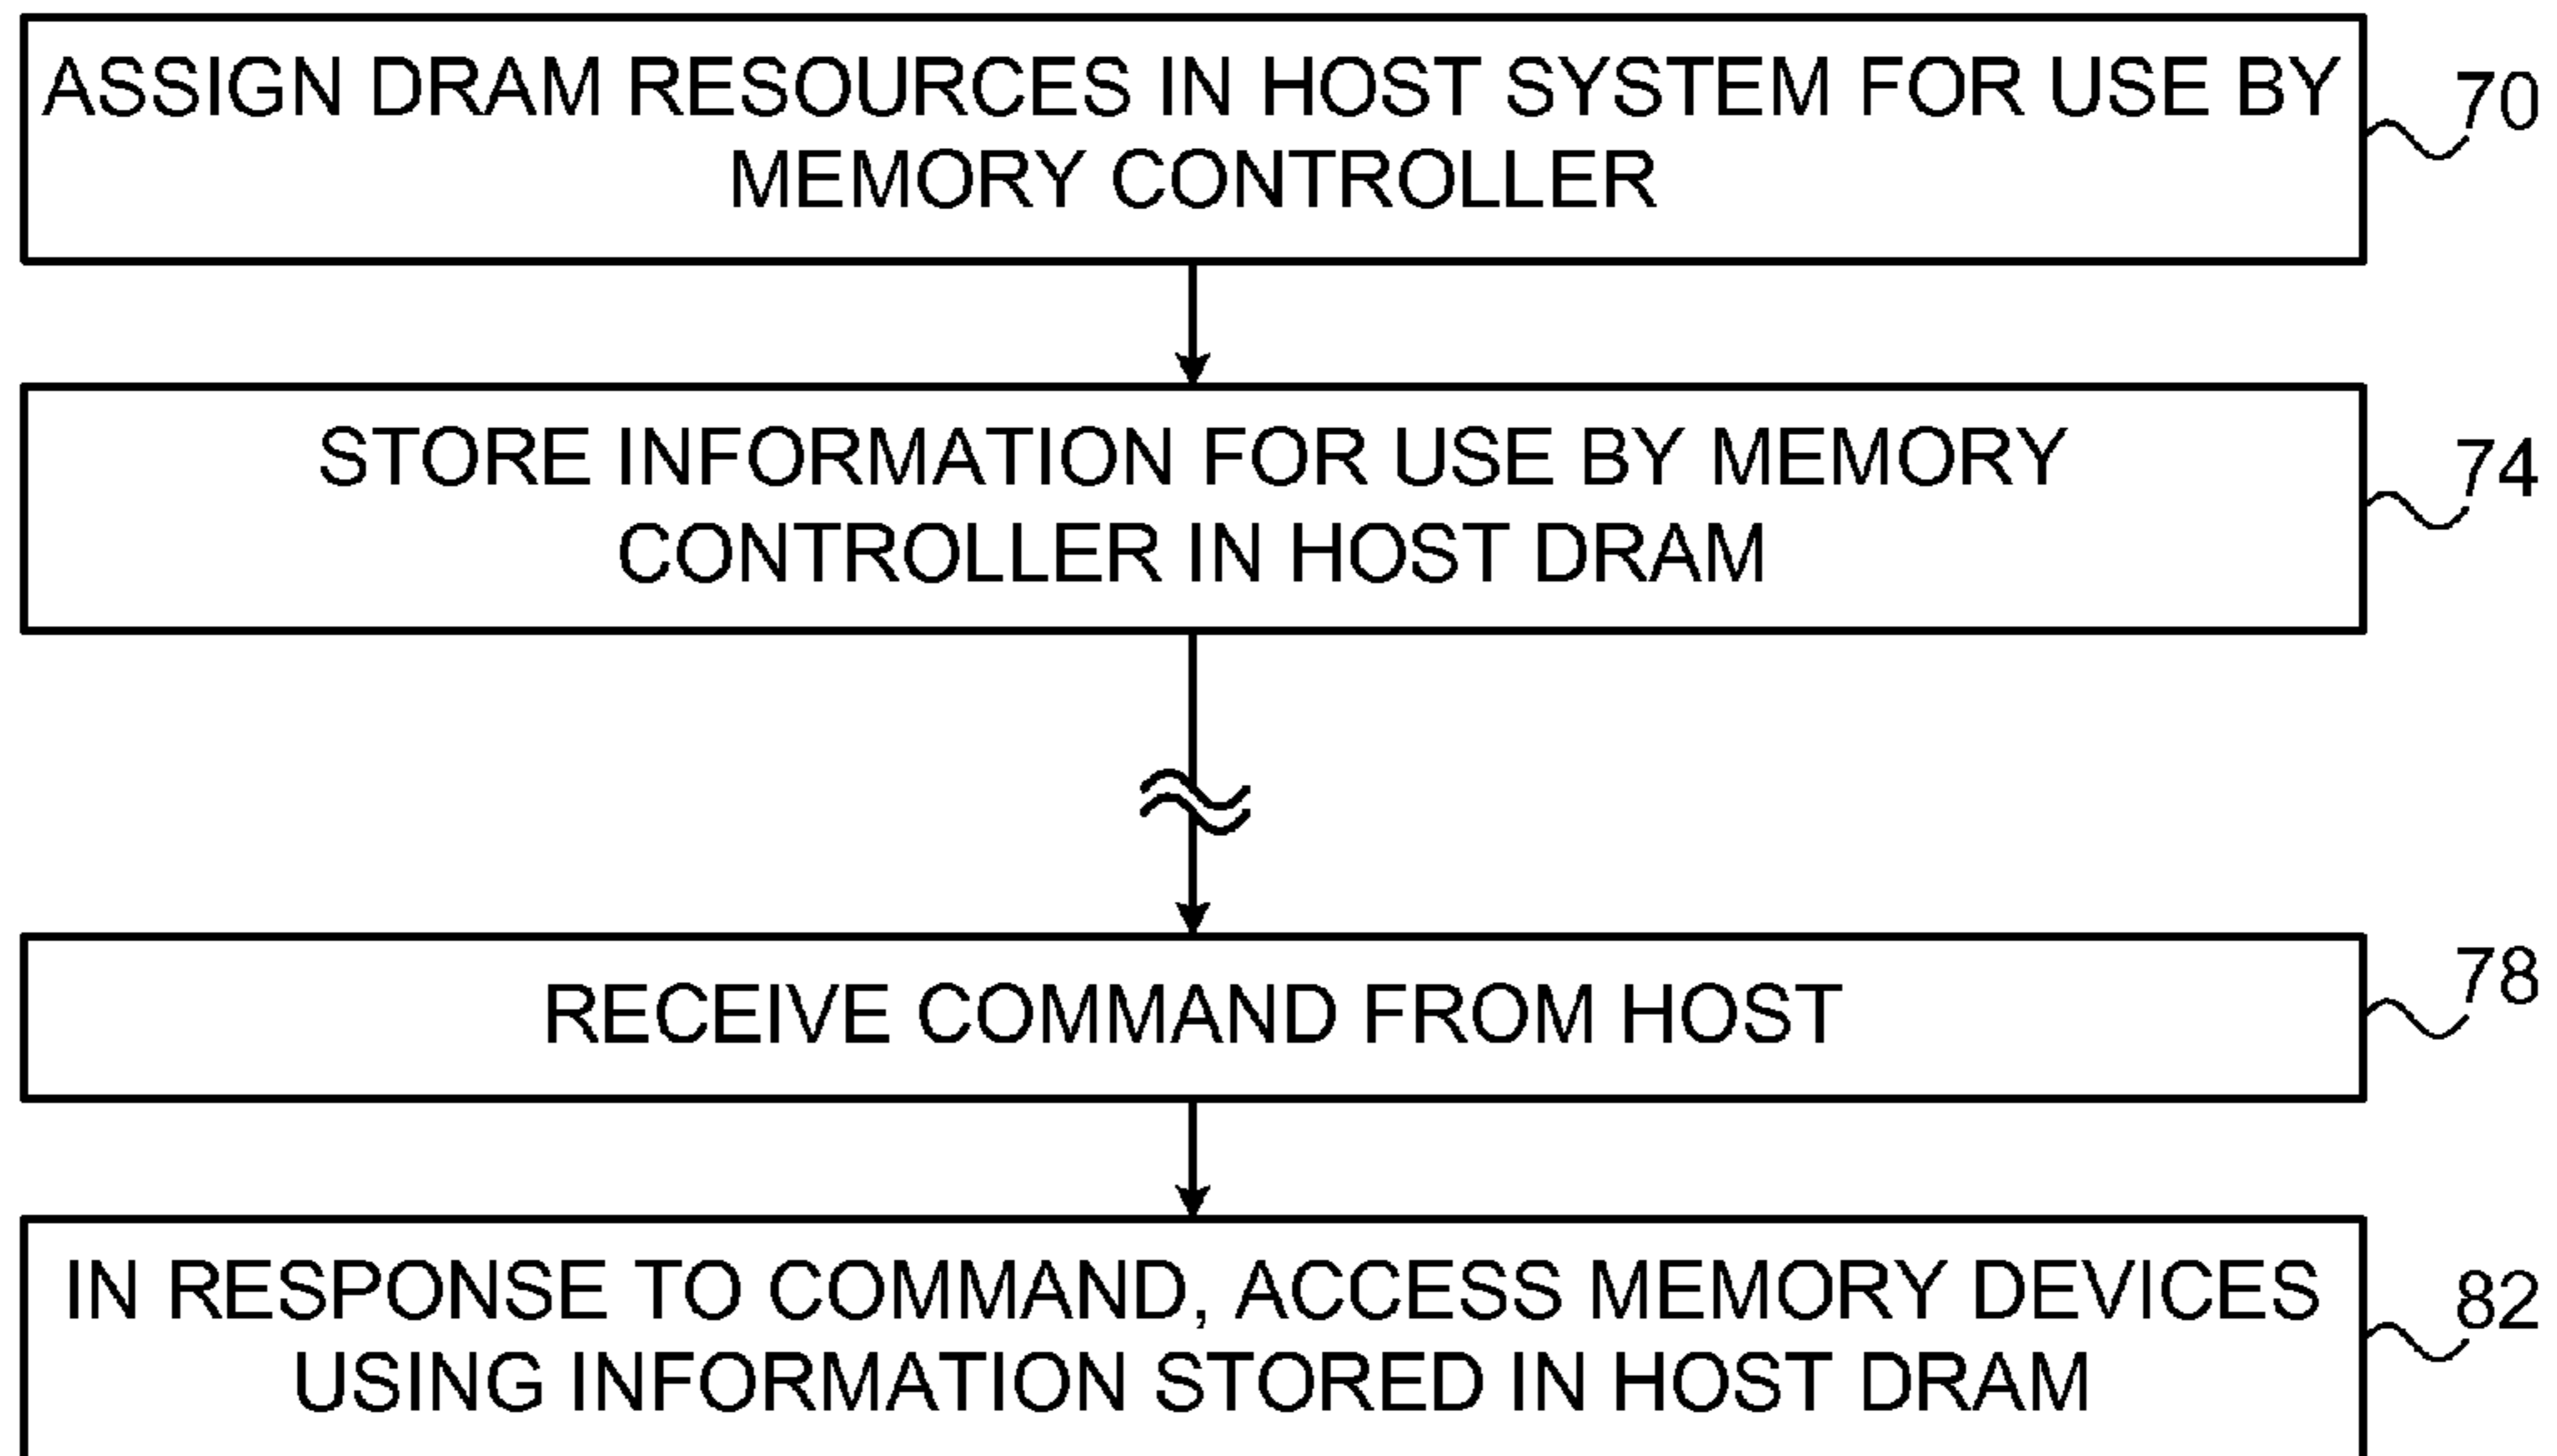 ASSIGN DRAM RESOURCES IN HOST SYSTEM FOR USE BY
MEMORY CONTROLLER
70
STORE INFORMATION FOR USE BY MEMORY
CONTROLLER IN HOST DRAM
74
RECEIVE COMMAND FROM HOST
78
IN RESPONSE TO COMMAND, ACCESS MEMORY DEVICES
USING INFORMATION STORED IN HOST DRAM
82